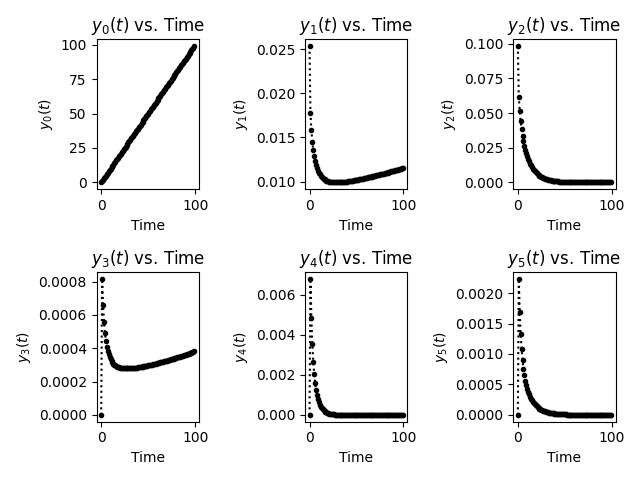 y₀(t) vs. Time
y₁(t) vs. Time
y₂(t) vs. Time
100
75
50
25
0
y₀(t)
0
100
Time
0.025
0.020
0.015
0.010
y₁(t)
0
100
Time
0.100
0.075
0.050
0.025
0.000
y₂(t)
0
100
Time
y₃(t) vs. Time
y₄(t) vs. Time
y₅(t) vs. Time
0.0008
0.0006
0.0004
0.0002
0.0000
y₃(t)
0
100
Time
0.006
0.004
0.002
0.000
y₄(t)
0
100
Time
0.0020
0.0015
0.0010
0.0005
0.0000
y₅(t)
0
100
Time